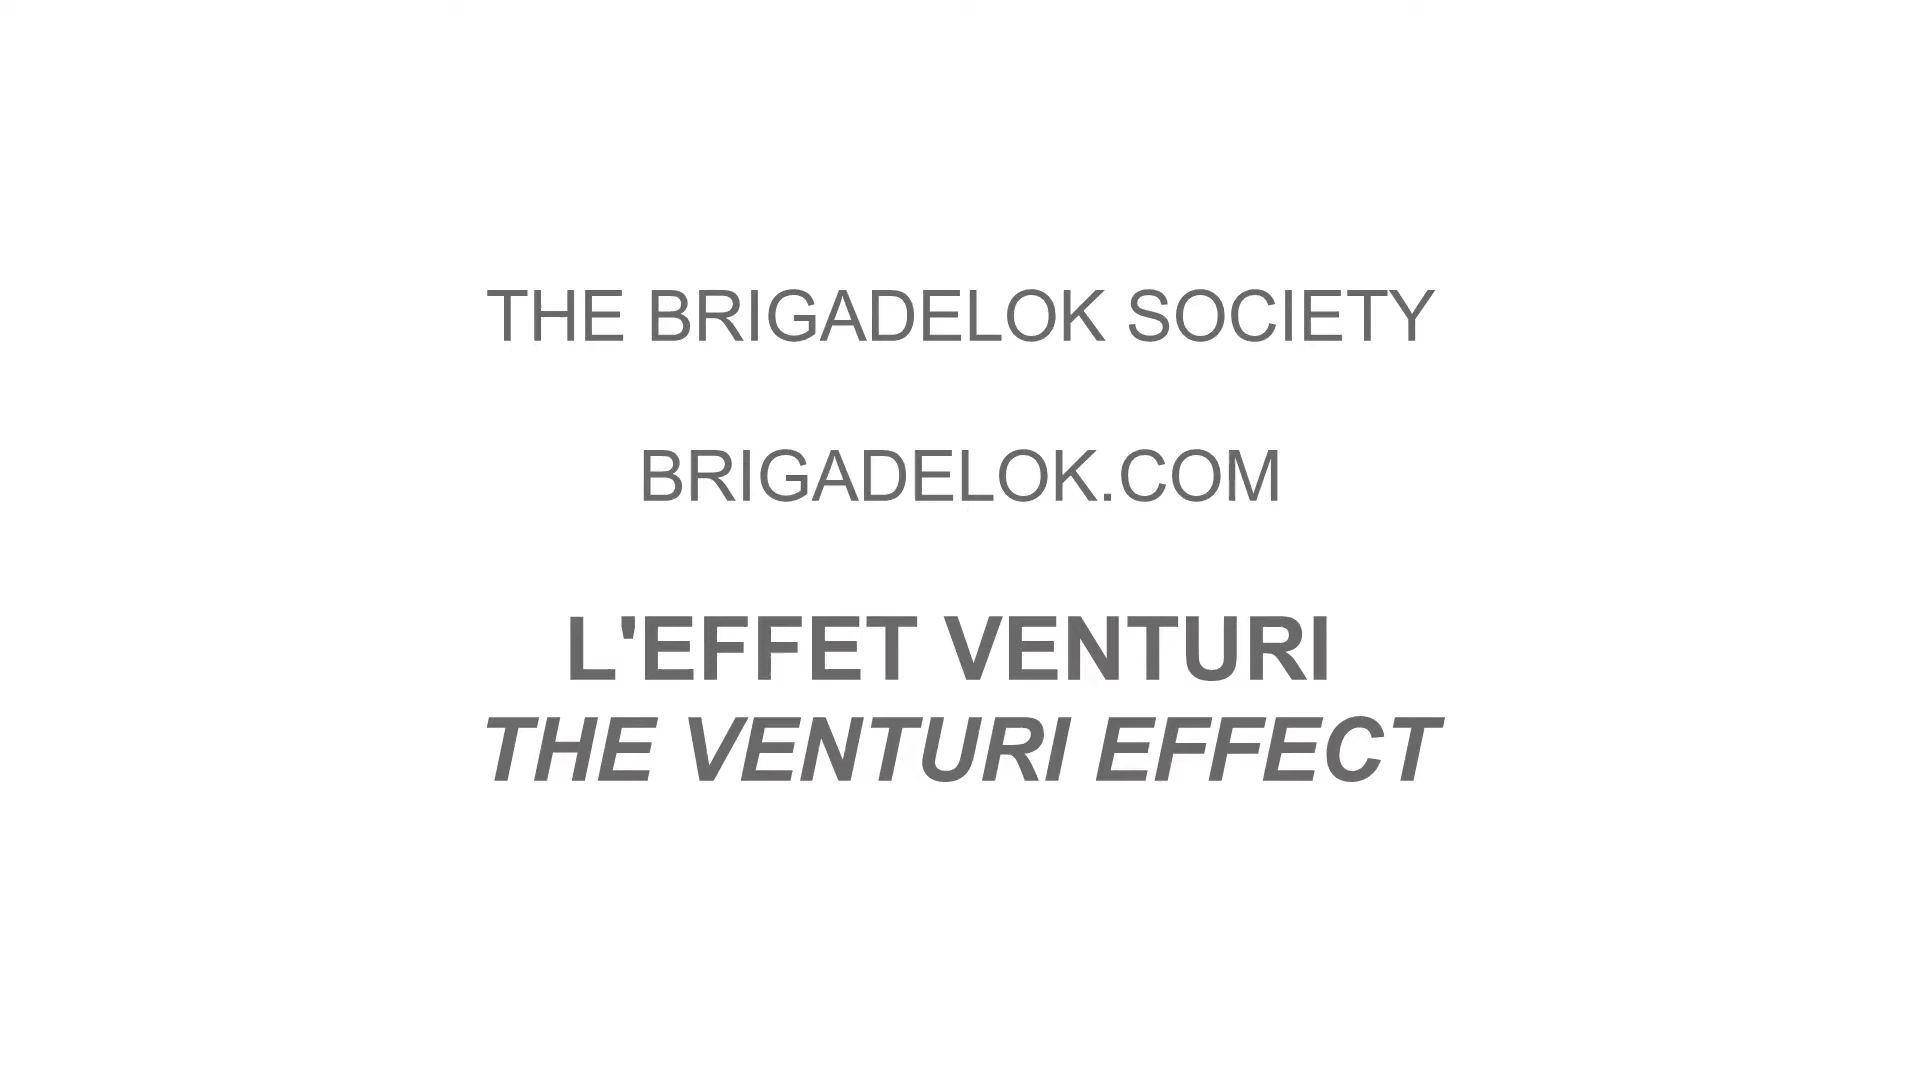 THE BRIGADELOK SOCIETY
BRIGADELOK.COM
L'EFFET VENTURI
THE VENTURI EFFECT